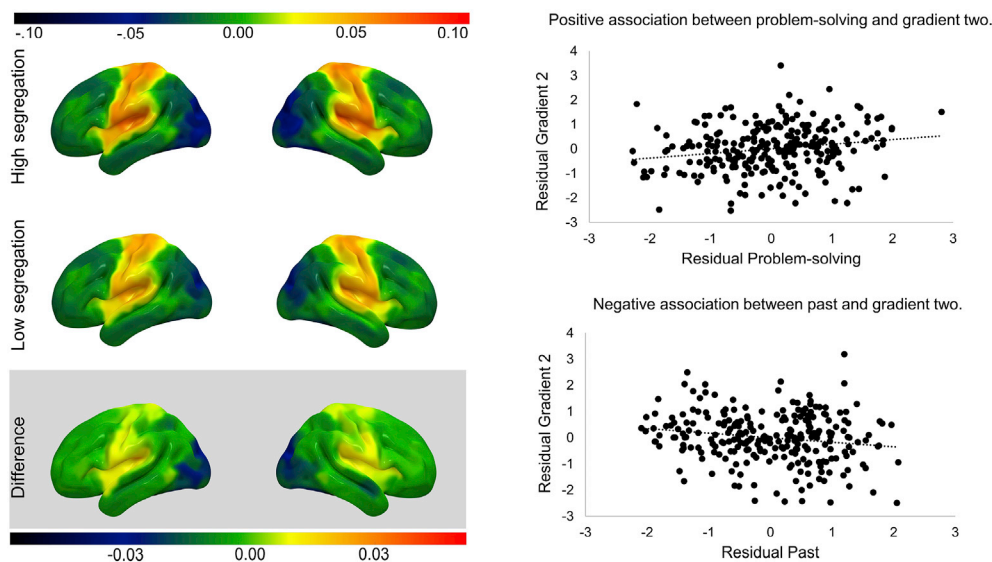 -.10 -.05 0.00 0.05 0.10
High segregation
Low segregation
Difference
-0.03 0.00 0.03
Positive association between problem-solving and gradient two.
Residual Gradient 2
4
3
2
1
0
-1
-2
-3
-3 -2 -1 0 1 2 3
Residual Problem-solving
Negative association between past and gradient two.
Residual Gradient 2
4
3
2
1
0
-1
-2
-3
-3 -2 -1 0 1 2 3
Residual Past